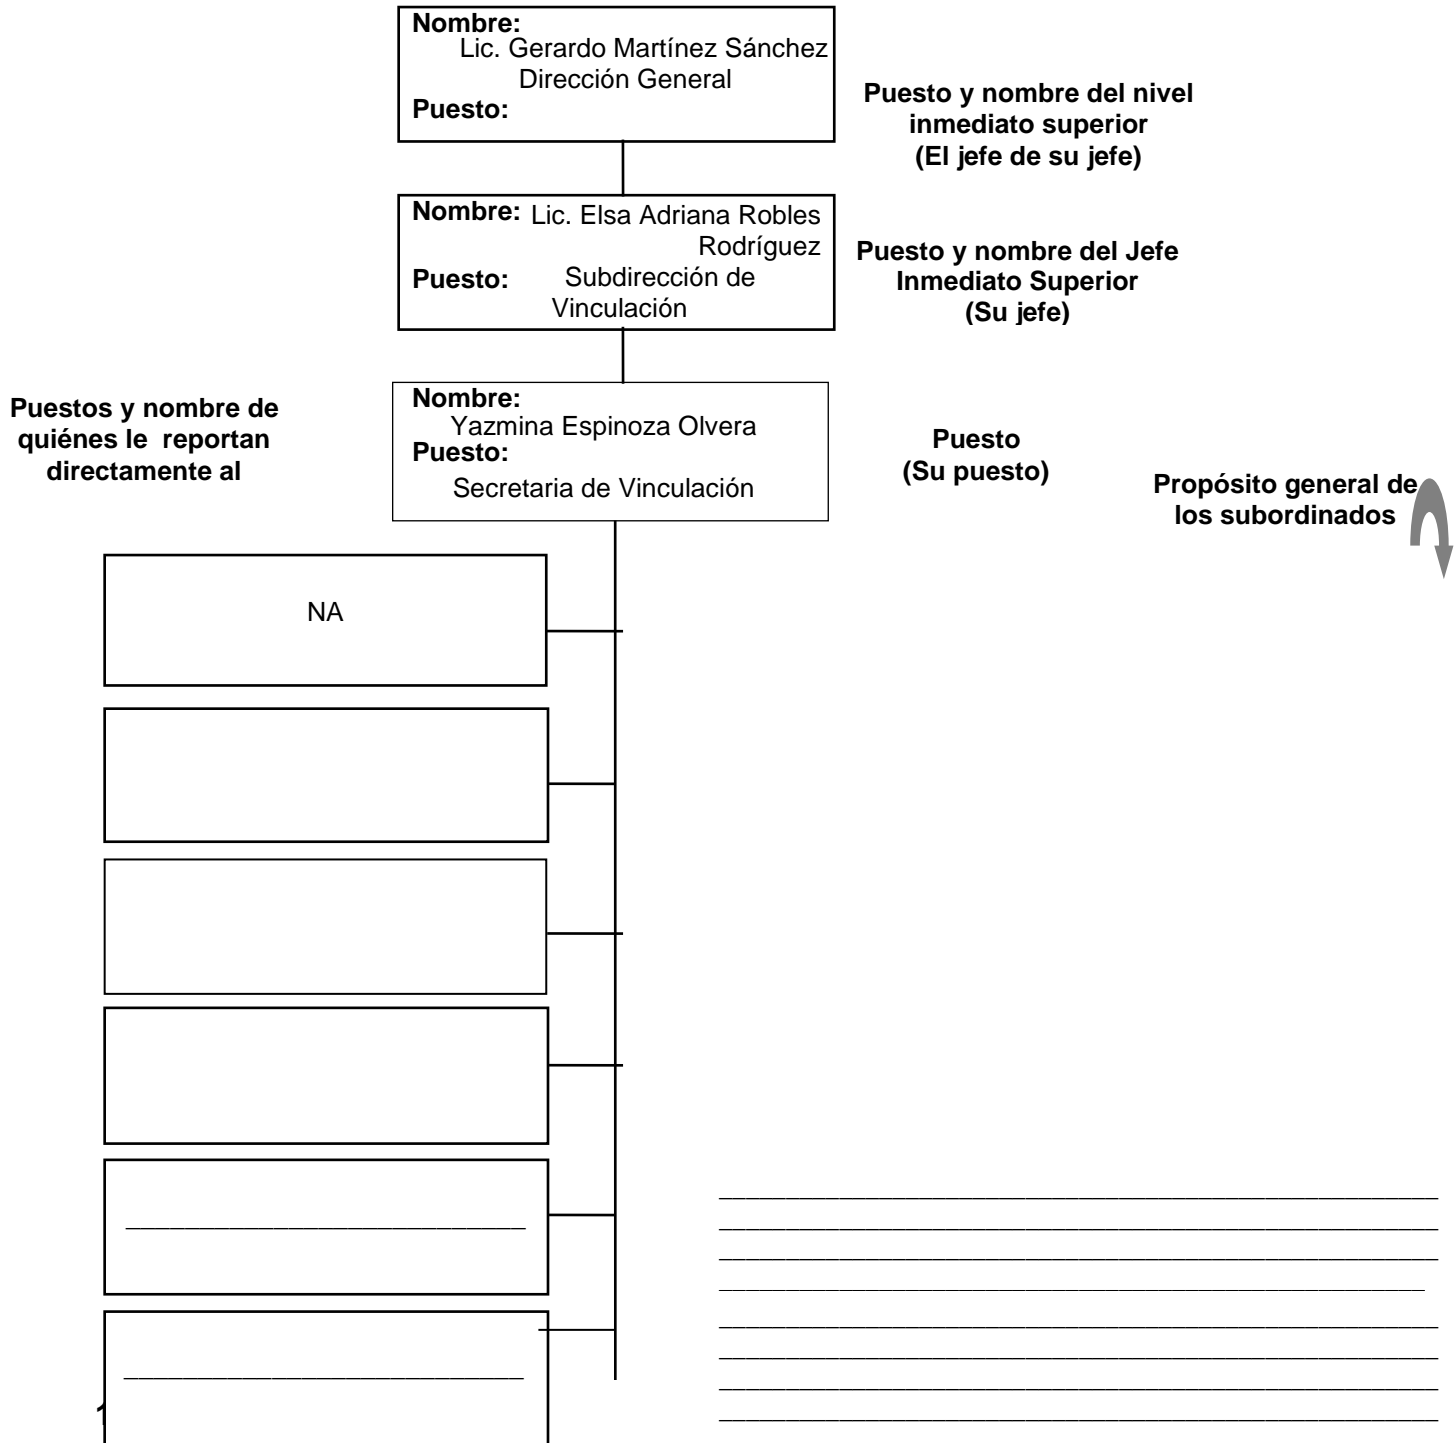 Nombre:
Lic. Gerardo Martínez Sánchez
Dirección General
Puesto:
Puesto y nombre del nivel
inmediato superior
(El jefe de su jefe)
Nombre: Lic. Elsa Adriana Robles
Rodríguez
Puesto: Subdirección de
Vinculación
Puesto y nombre del Jefe
Inmediato Superior
(Su jefe)
Puestos y nombre de
quiénes le reportan
directamente al
Nombre:
Yazmina Espinoza Olvera
Puesto:
Secretaria de Vinculación
Puesto
(Su puesto)
Propósito general de
los subordinados
NA